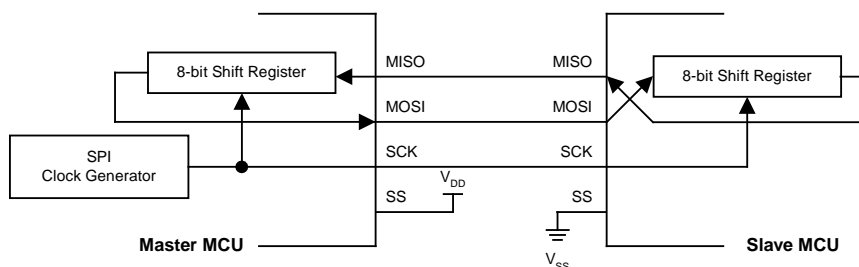 8-bit Shift Register
MISO
MISO
8-bit Shift Register
MOSI
MOSI
SPI
Clock Generator
SCK
SCK
VDD
SS
SS
Master MCU
VSS
Slave MCU